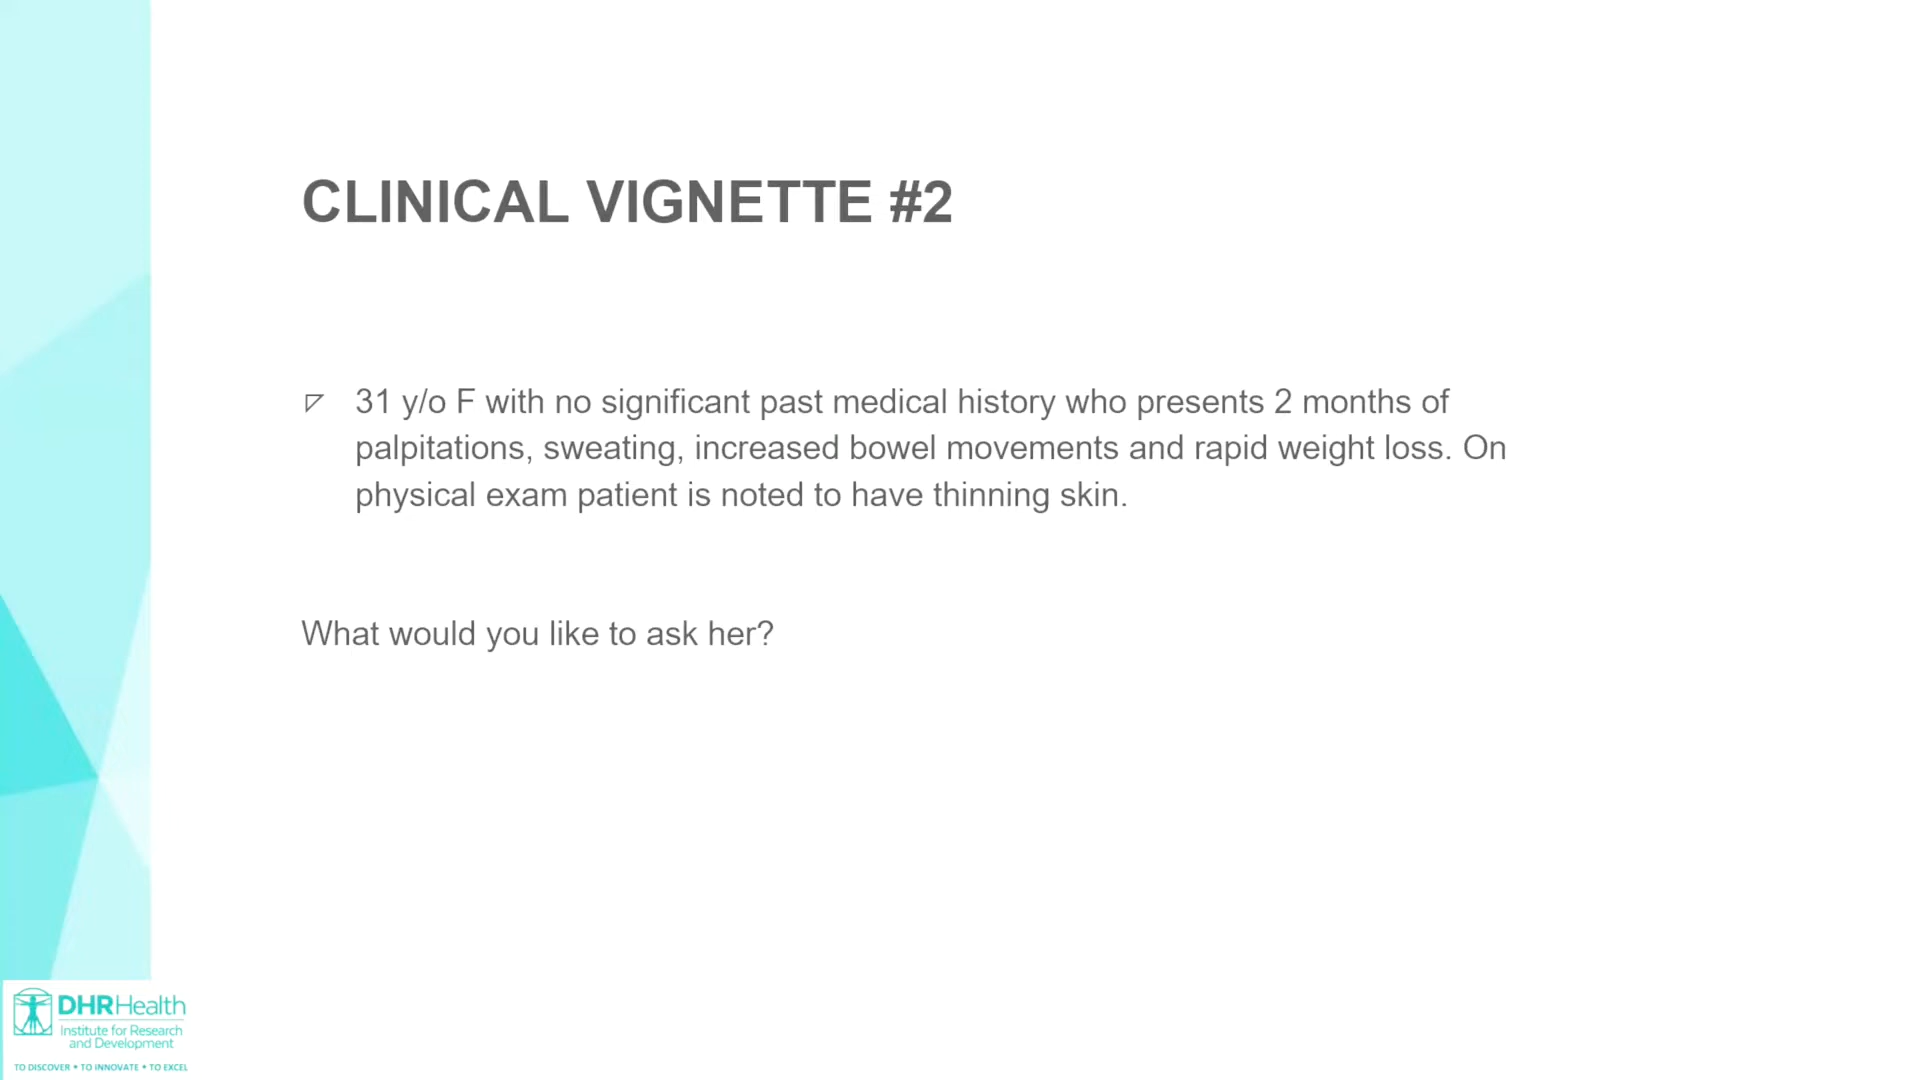 CLINICAL VIGNETTE #2
31 y/o F with no significant past medical history who presents 2 months of
palpitations, sweating, increased bowel movements and rapid weight loss. On
physical exam patient is noted to have thinning skin.
What would you like to ask her?
DHR Health
Institute for Research
and Development
TO DISCOVER • TO INNOVATE • TO EXCEL